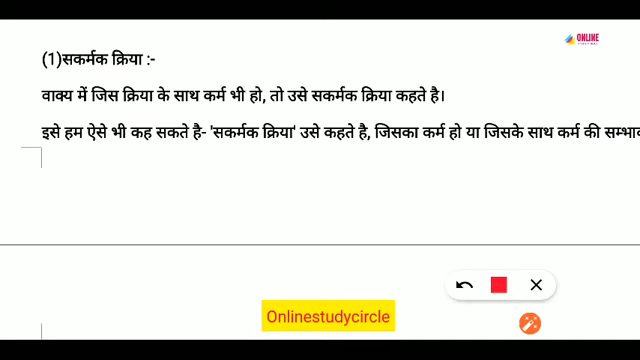 ONLINE
(1)सकर्मक क्रिया :-
वाक्य में जिस क्रिया के साथ कर्म भी हो, तो उसे सकर्मक क्रिया कहते है।
इसे हम ऐसे भी कह सकते है- 'सकर्मक क्रिया' उसे कहते है, जिसका कर्म हो या जिसके साथ कर्म की
Onlinestudycircle